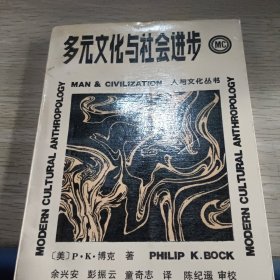 多元文化与社会进步
MC
MAN & CIVILIZATION 人与文化丛书
MODERN CULTURAL ANTHROPOLOGY
MODERN CULTURAL ANTHROPOLOGY
[美] P·K·博克 著 PHILIP K.BOCK
余兴安 彭振云 童奇志 译 陈纪遥 审校